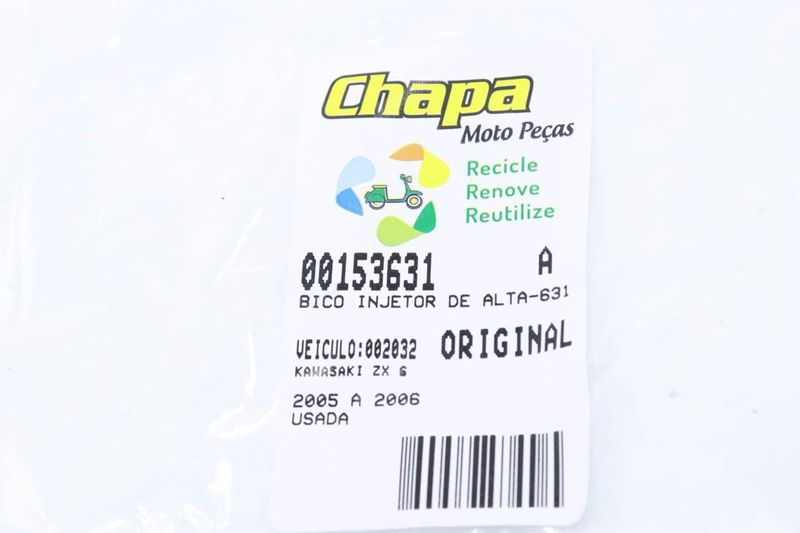 Chapa
Moto Peças
Recicle
Renove
Reutilize
00153631 A
BICO INJETOR DE ALTA-631
VEICULO:002032 ORIGINAL
KAWASAKI ZX 6
2005 A 2006
USADA